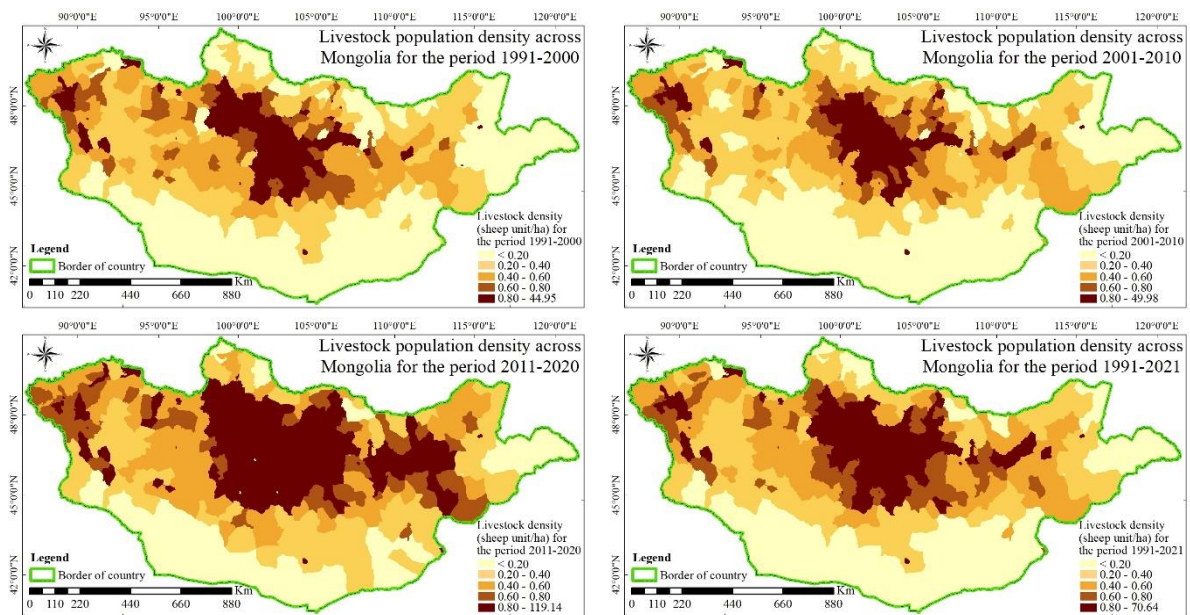 90°0'0"E 95°0'0"E 100°0'0"E 105°0'0"E 110°0'0"E 115°0'0"E 120°0'0"E
Livestock population density across
Mongolia for the period 1991-2000
48°0'0"N
45°0'0"N
42°0'0"N
Livestock density
(sheep unit/ha) for
the period 1991-2000
< 0.20
0.20 - 0.40
0.40 - 0.60
0.60 - 0.80
0.80 - 44.95
Legend
Border of country
Km
0 110 220 440 660 880
90°0'0"E 95°0'0"E 100°0'0"E 105°0'0"E 110°0'0"E 115°0'0"E 120°0'0"E
Livestock population density across
Mongolia for the period 2001-2010
48°0'0"N
45°0'0"N
42°0'0"N
Livestock density
(sheep unit/ha) for
the period 2001-2010
< 0.20
0.20 - 0.40
0.40 - 0.60
0.60 - 0.80
0.80 - 49.98
Legend
Border of country
Km
0 110 220 440 660 880
90°0'0"E 95°0'0"E 100°0'0"E 105°0'0"E 110°0'0"E 115°0'0"E 120°0'0"E
Livestock population density across
Mongolia for the period 2011-2020
48°0'0"N
45°0'0"N
42°0'0"N
Livestock density
(sheep unit/ha) for
the period 2011-2020
< 0.20
0.20 - 0.40
0.40 - 0.60
0.60 - 0.80
0.80 - 119.14
Legend
Border of country
Km
0 110 220 440 660 880
90°0'0"E 95°0'0"E 100°0'0"E 105°0'0"E 110°0'0"E 115°0'0"E 120°0'0"E
Livestock population density across
Mongolia for the period 1991-2021
48°0'0"N
45°0'0"N
42°0'0"N
Livestock density
(sheep unit/ha) for
the period 1991-2021
< 0.20
0.20 - 0.40
0.40 - 0.60
0.60 - 0.80
0.80 - 70.64
Legend
Border of country
Km
0 110 220 440 660 880